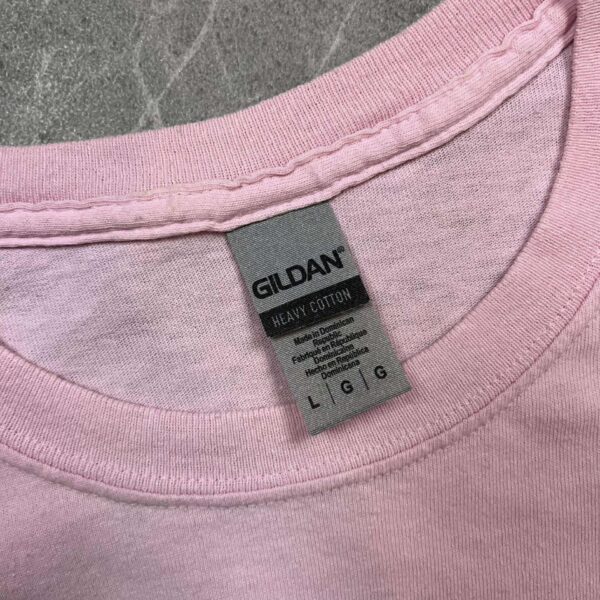 GILDAN®
HEAVY COTTON
Made in Dominican
Republic
Fabriqué en République
Dominicaine
Hecho en República
Dominicana
L | G | G